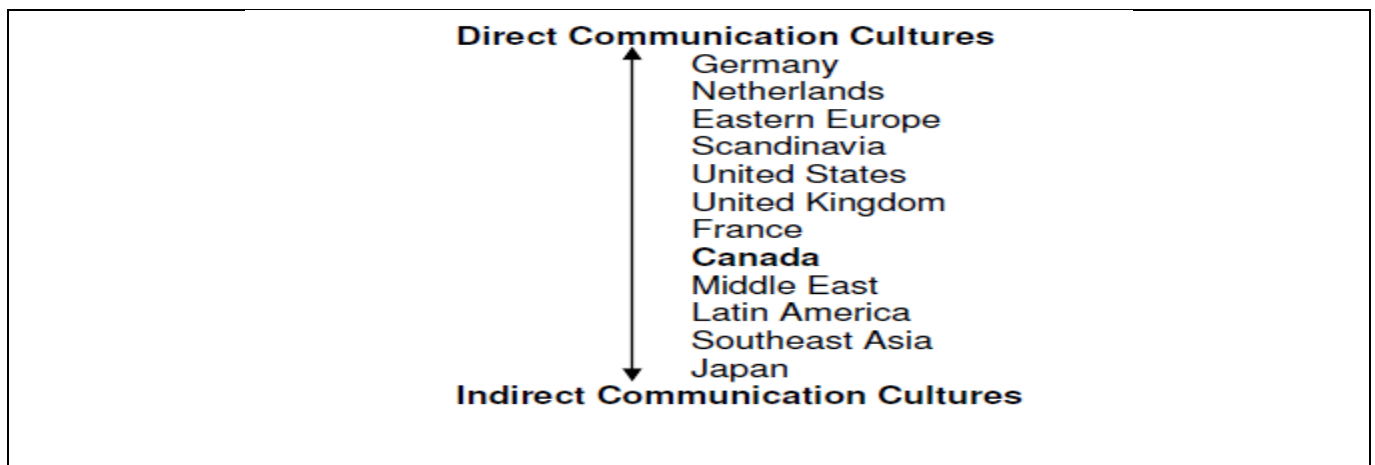 Direct Communication Cultures
Germany
Netherlands
Eastern Europe
Scandinavia
United States
United Kingdom
France
Canada
Middle East
Latin America
Southeast Asia
Japan
Indirect Communication Cultures